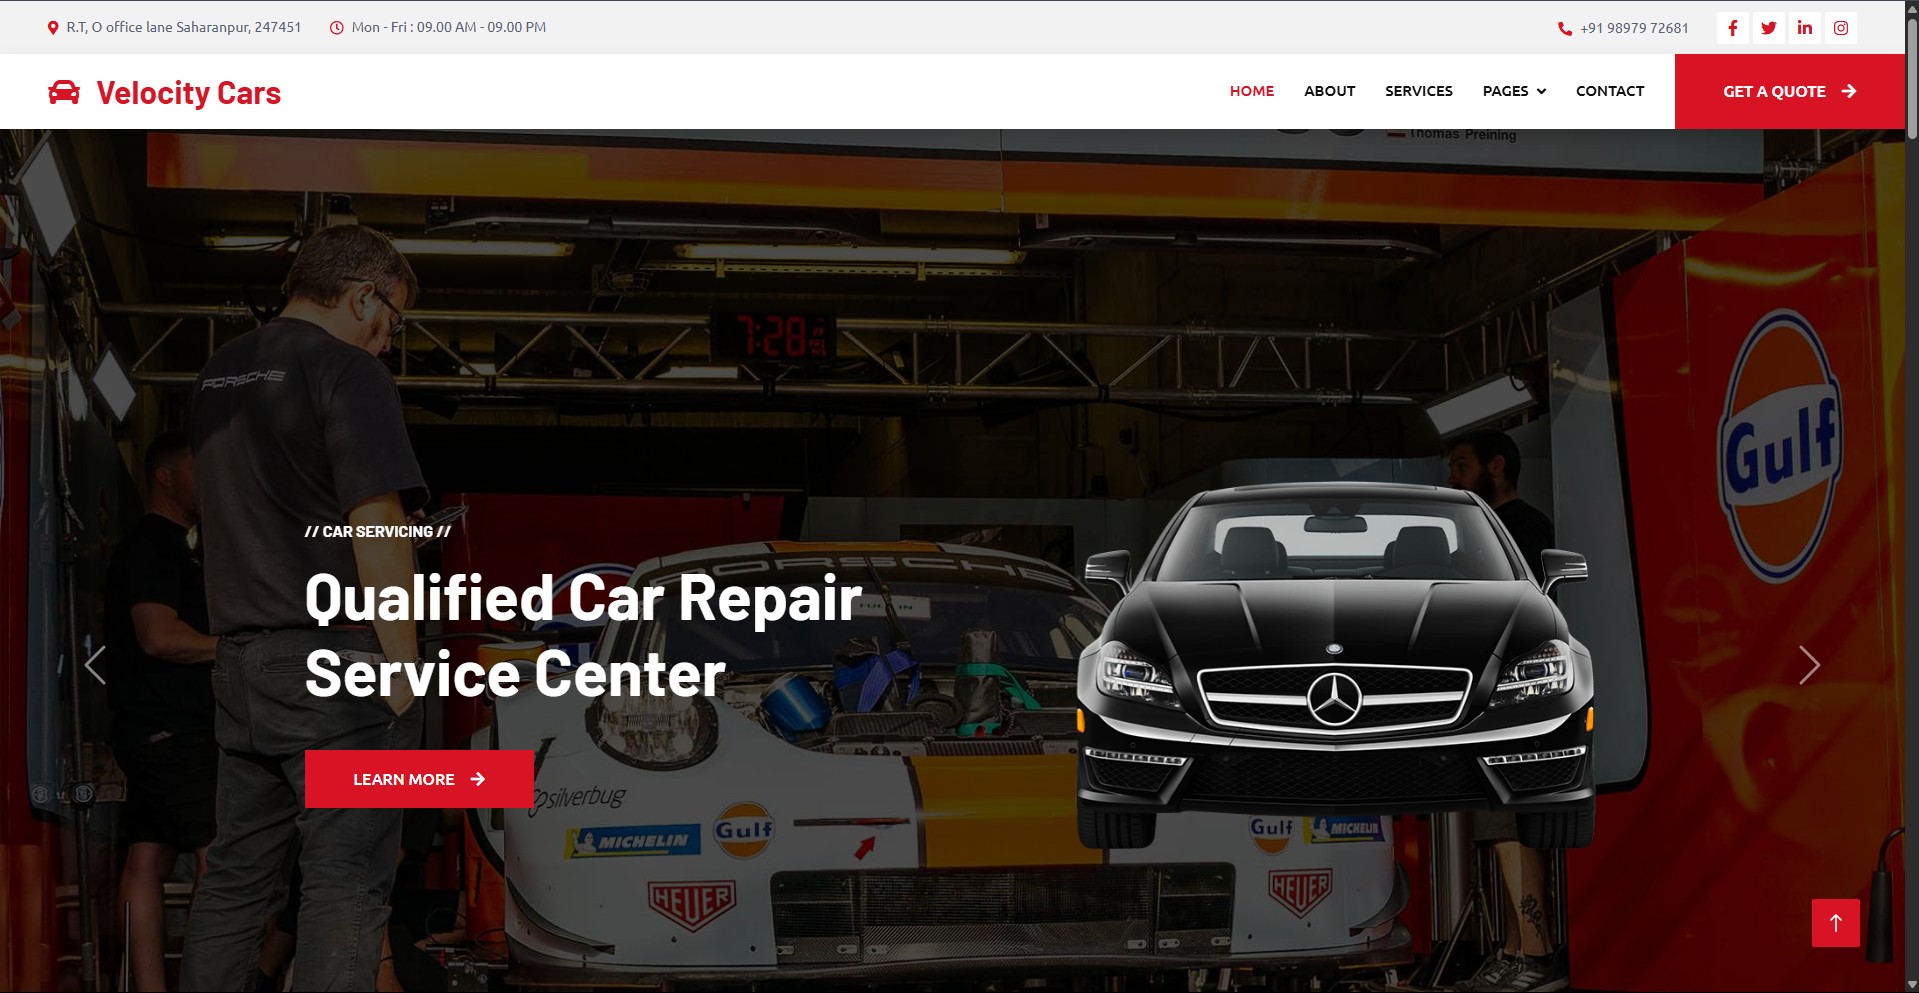 R.T, O office lane Saharanpur, 247451
Mon - Fri : 09.00 AM - 09.00 PM
+91 98979 72681
Velocity Cars
HOME
ABOUT
SERVICES
PAGES
CONTACT
GET A QUOTE
Thomas Preining
7:28
PORSCHE
Gulf
// CAR SERVICING //
PORSCHE
Qualified Car Repair
Service Center
LEARN MORE
silverbug
MICHELIN
Gulf
Gulf
MICHELIN
HEUER
HEUER